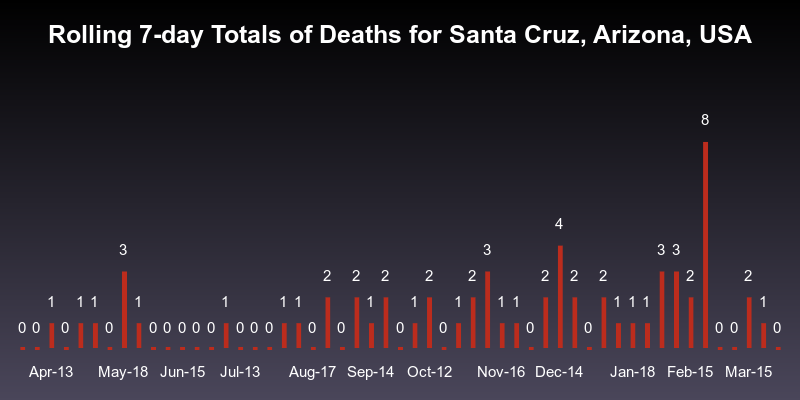 Rolling 7-day Totals of Deaths for Santa Cruz, Arizona, USA
8
4
3 3 3 3
2 2 2 2 2 2 2 2 2 2
1 1 1 1 1 1 1 1 1 1 1 1 1 1 1 1
0 0 0 0 0 0 0 0 0 0 0 0 0 0 0 0 0 0 0 0 0
Apr-13 May-18 Jun-15 Jul-13 Aug-17 Sep-14 Oct-12 Nov-16 Dec-14 Jan-18 Feb-15 Mar-15